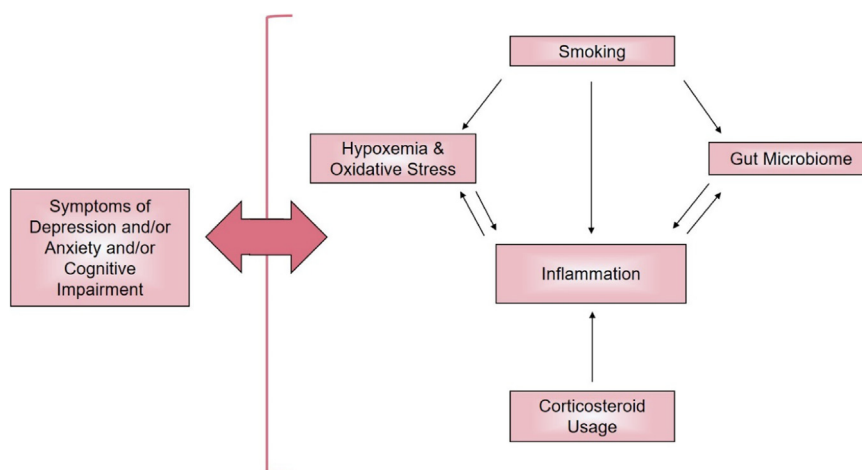 Smoking
Hypoxemia &
Oxidative Stress
Gut Microbiome
Symptoms of
Depression and/or
Anxiety and/or
Cognitive
Impairment
Inflammation
Corticosteroid
Usage